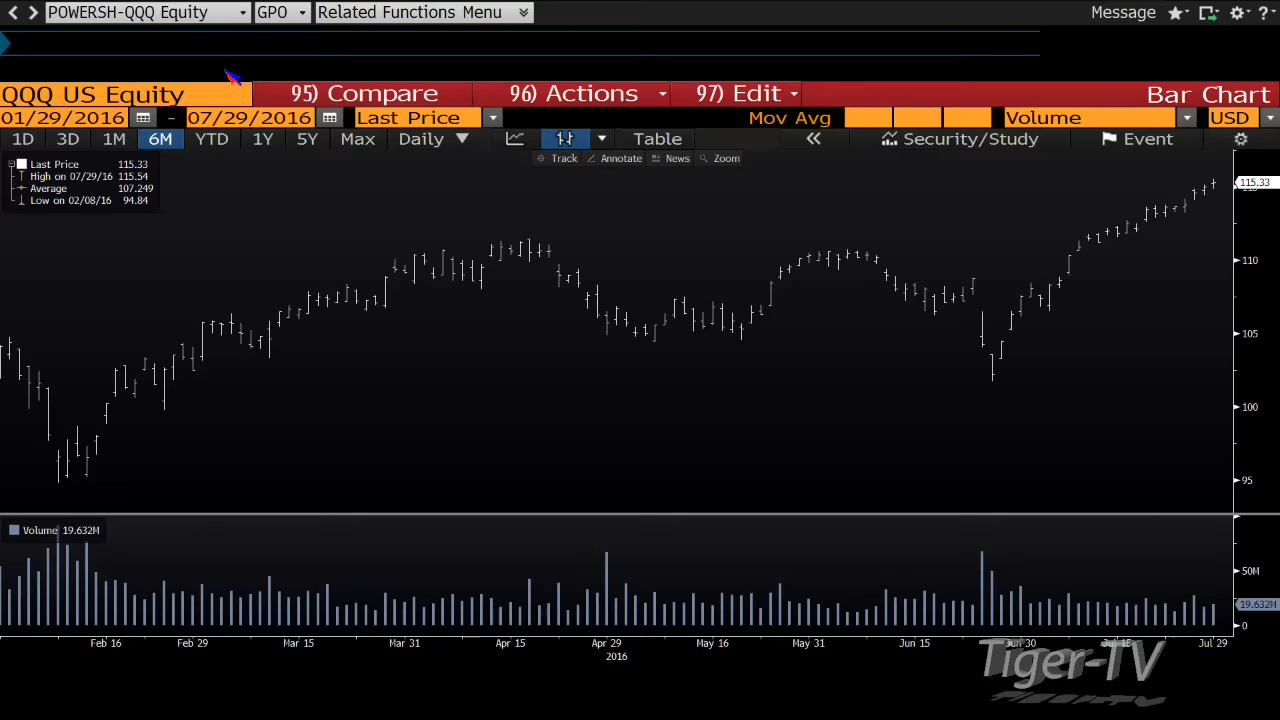 POWERSH-QQQ Equity GPO Related Functions Menu Message ?
QQQ US Equity 95) Compare 96) Actions 97) Edit Bar Chart
01/29/2016 - 07/29/2016 Last Price Mov Avg Volume USD
1D 3D 1M 6M YTD 1Y 5Y Max Daily Table Security/Study Event
Track Annotate News Zoom
Last Price 115.33
High on 07/29/16 115.54
Average 107.249
Low on 02/08/16 94.84
115.33
110
105
100
95
Volume 19.632M
50M
19.632M
0
Feb 16 Feb 29 Mar 15 Mar 31 Apr 15 Apr 29 May 16 May 31 Jun 15 Jun 30 Jul 15 Jul 29
2016
Tiger-TV